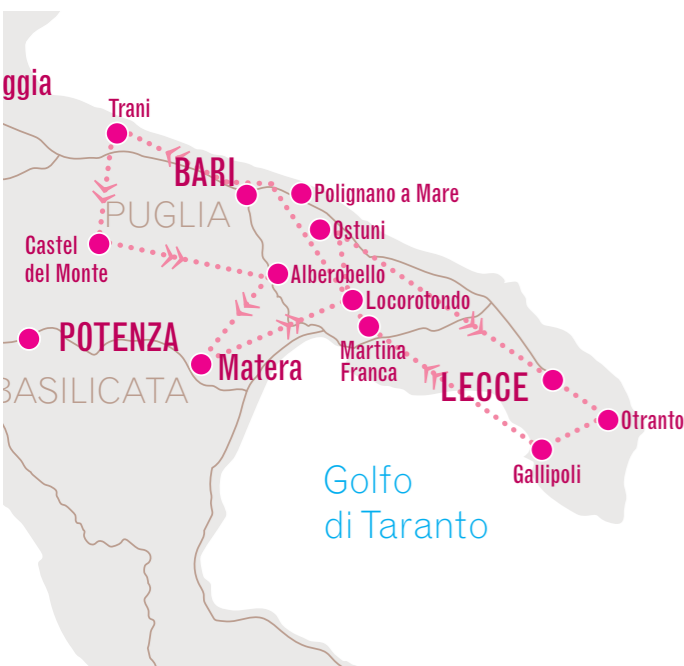 ggia
Trani
BARI
Polignano a Mare
PUGLIA
Ostuni
Castel
del Monte
Alberobello
Locorotondo
POTENZA
Martina
Franca
Matera
BASILICATA
LECCE
Otranto
Gallipoli
Golfo
di Taranto